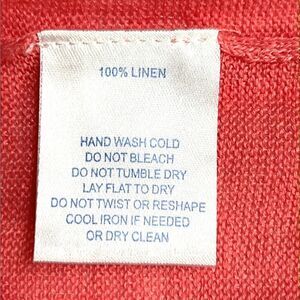 100% LINEN
HAND WASH COLD
DO NOT BLEACH
DO NOT TUMBLE DRY
LAY FLAT TO DRY
DO NOT TWIST OR RESHAPE
COOL IRON IF NEEDED
OR DRY CLEAN